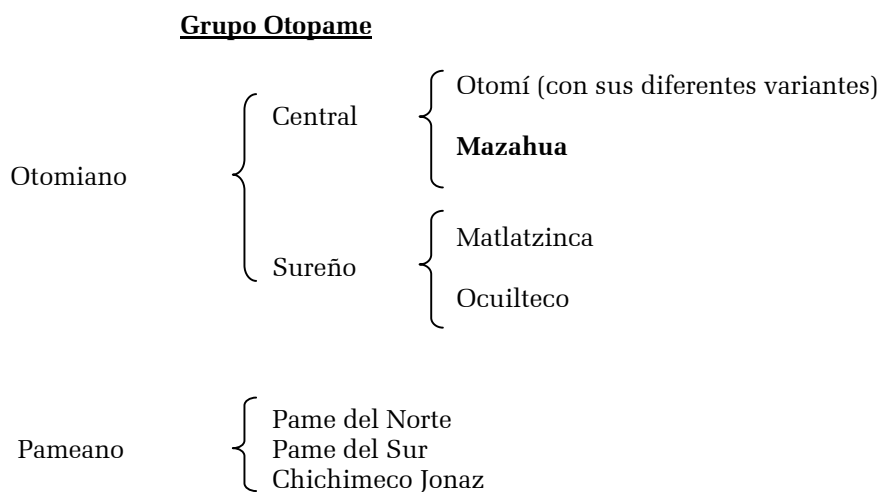 Grupo Otopame
Otomí (con sus diferentes variantes)
Central
Mazahua
Otomiano
Matlatzinca
Sureño
Ocuilteco
Pame del Norte
Pameano
Pame del Sur
Chichimeco Jonaz